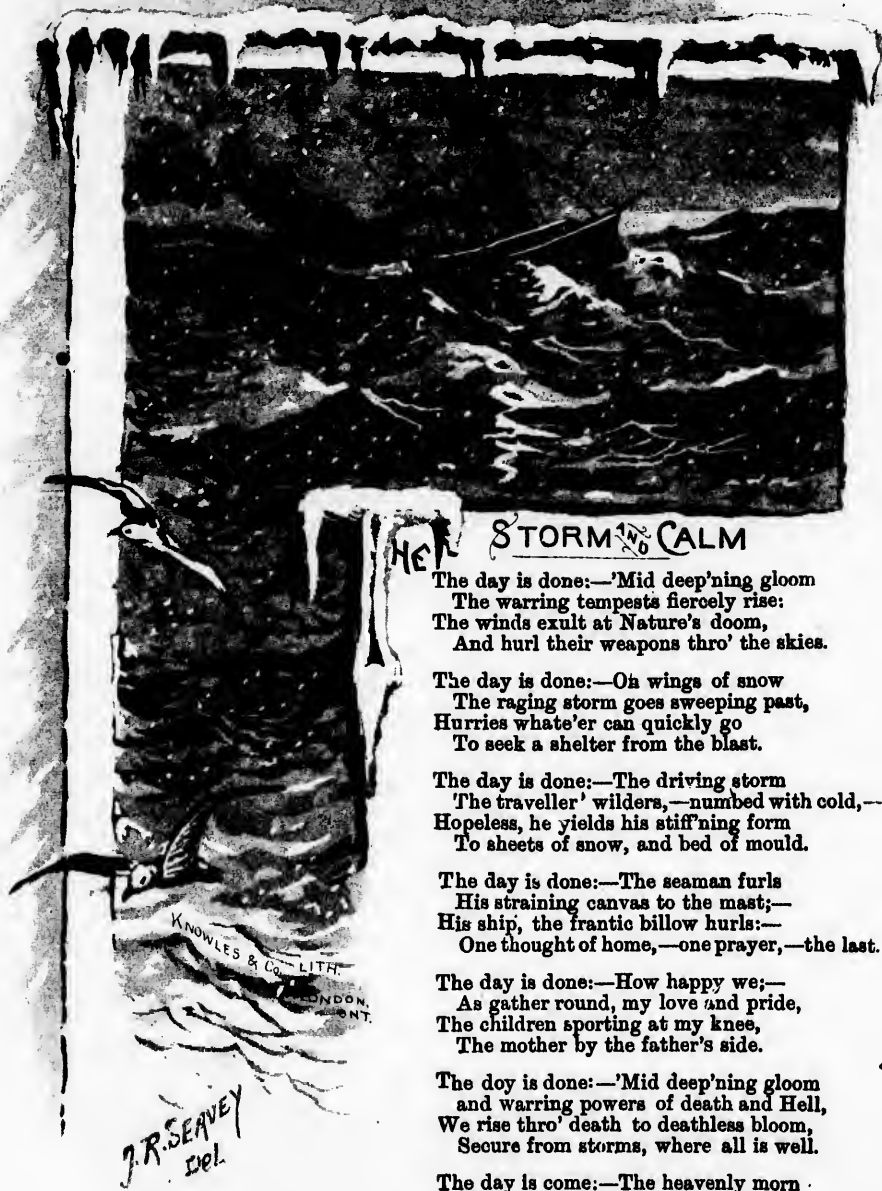 THE STORM AND CALM
The day is done:—'Mid deep'ning gloom
The warring tempests fiercely rise:
The winds exult at Nature's doom,
And hurl their weapons thro' the skies.
The day is done:—On wings of snow
The raging storm goes sweeping past,
Hurries whate'er can quickly go
To seek a shelter from the blast.
The day is done:—The driving storm
The traveller' wilders,—numbed with cold,—
Hopeless, he yields his stiff'ning form
To sheets of snow, and bed of mould.
The day is done:—The seaman furls
His straining canvas to the mast;—
His ship, the frantic billow hurls:—
One thought of home,—one prayer,—the last.
The day is done:—How happy we;—
As gather round, my love and pride,
The children sporting at my knee,
The mother by the father's side.
The doy is done:—'Mid deep'ning gloom
and warring powers of death and Hell,
We rise thro' death to deathless bloom,
Secure from storms, where all is well.
The day is come:—The heavenly morn
KNOWLES & Co. LITH.
LONDON,
ONT.
J.R. SEAVEY
Del.